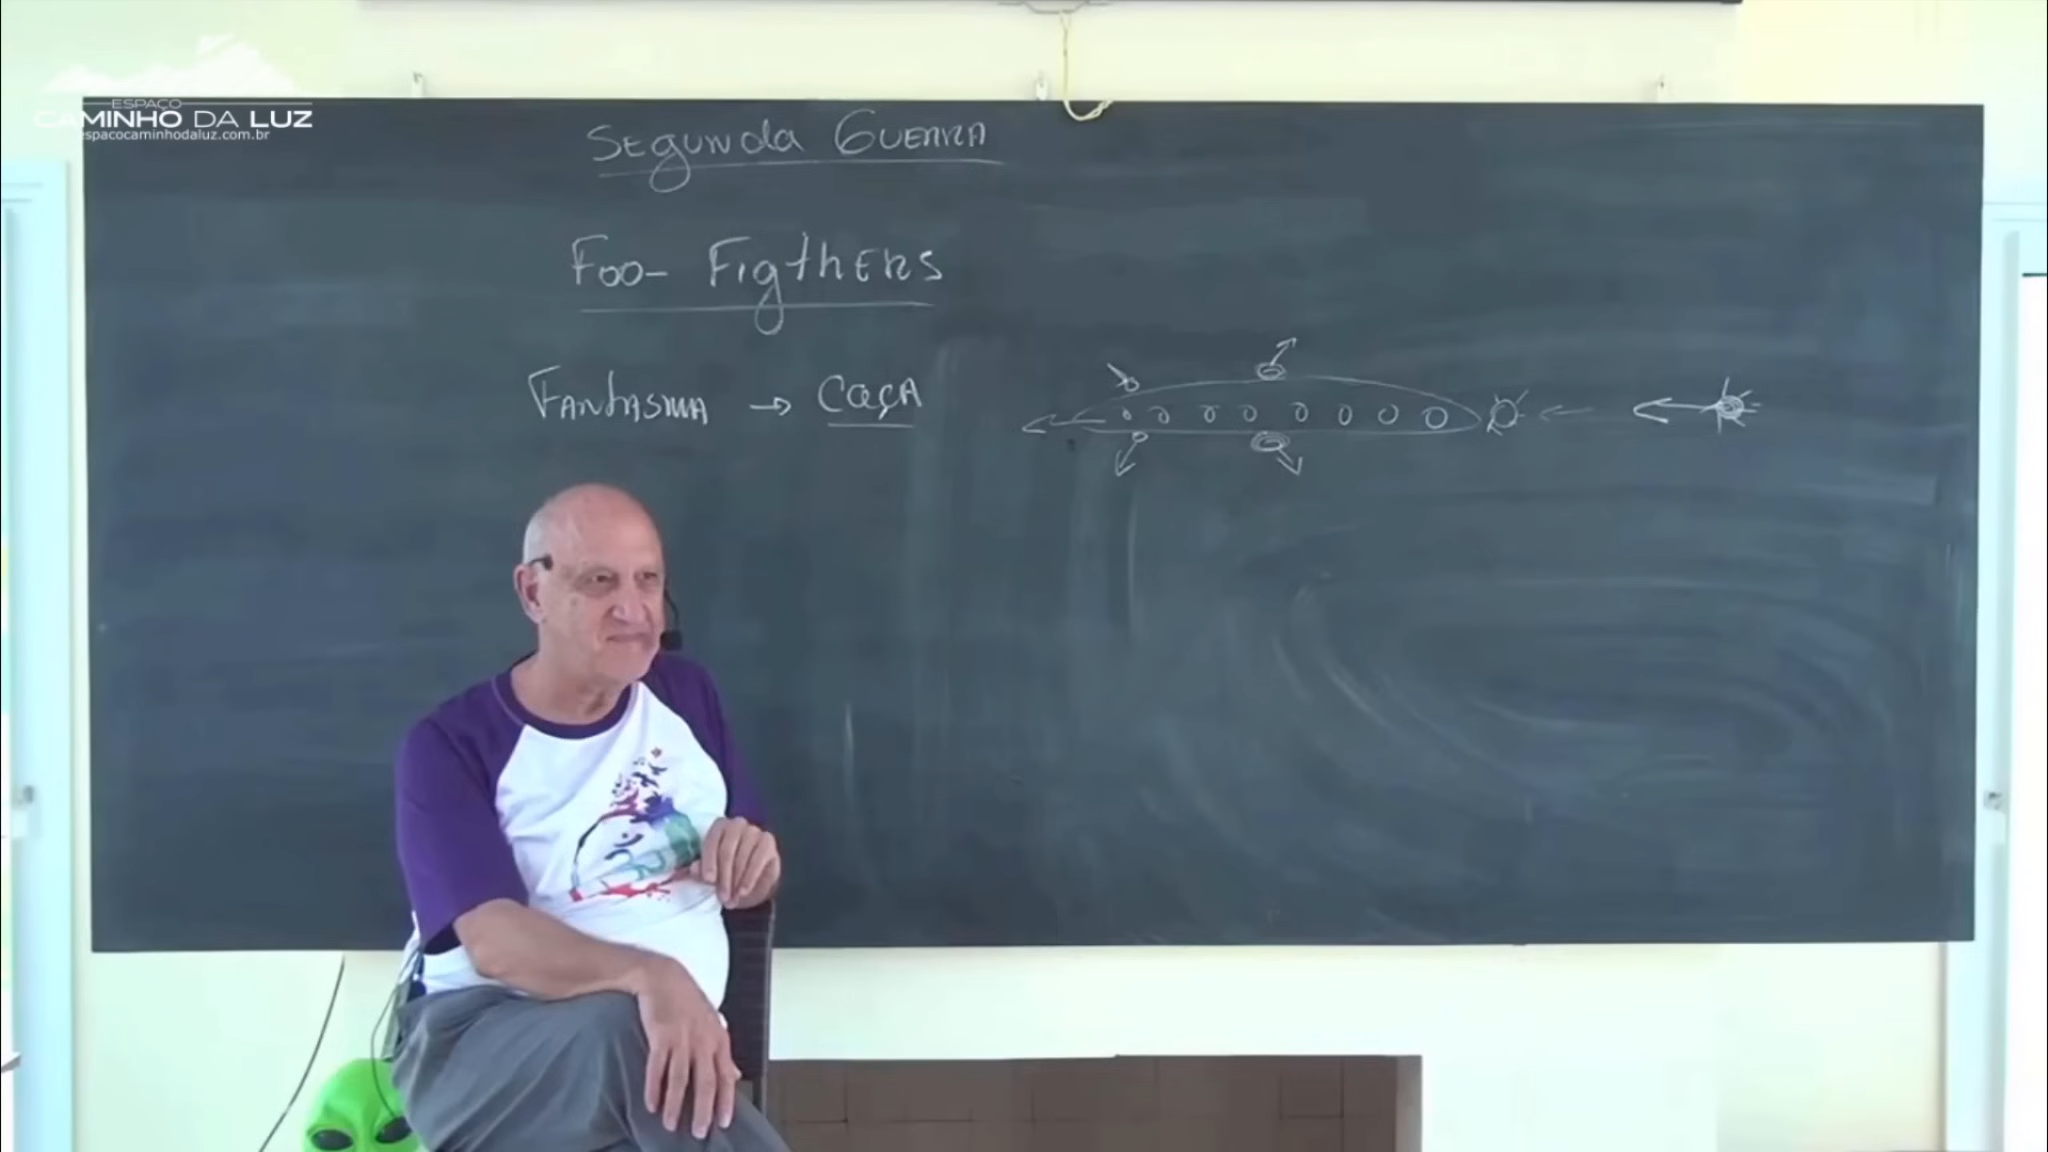 ESPAÇO
CAMINHO DA LUZ
espacocaminhodaluz.com.br
SEgunda GUERRA
Foo- FigthERS
FANtASMA → CaçA